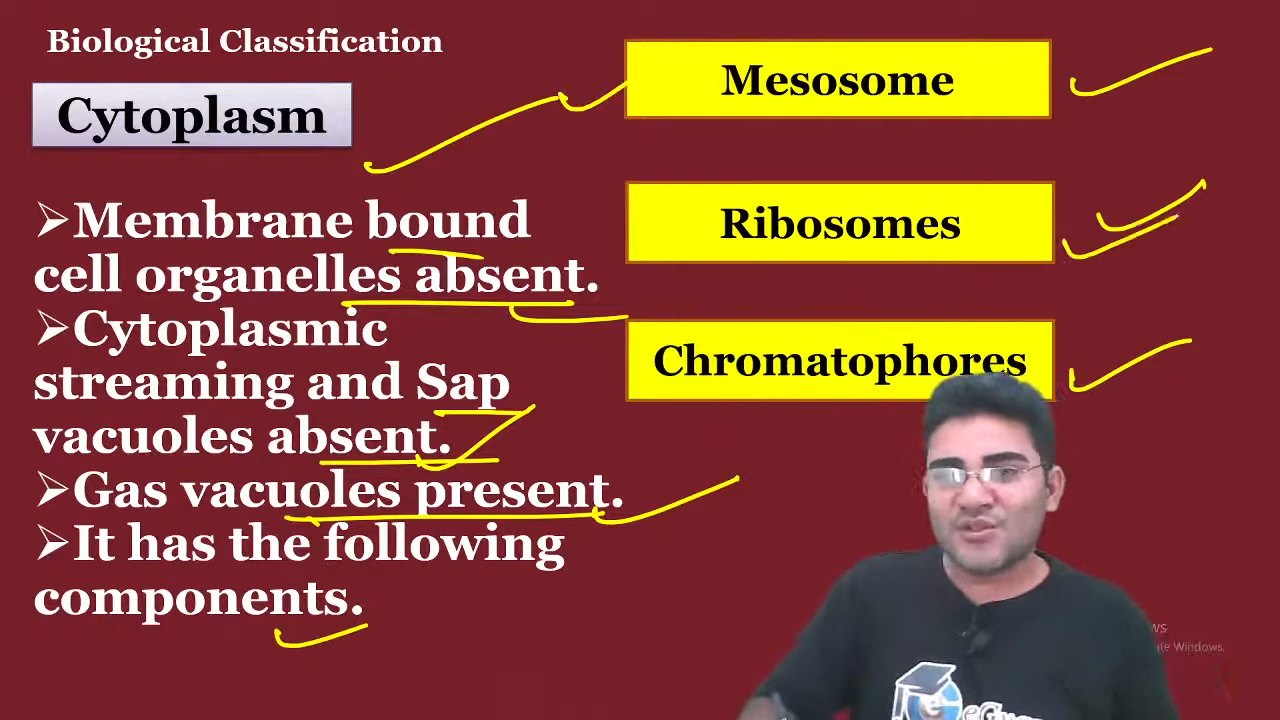 Biological Classification
Cytoplasm
➢Membrane bound
cell organelles absent.
➢Cytoplasmic
streaming and Sap
vacuoles absent.
➢Gas vacuoles present.
➢It has the following
components.
Mesosome
Ribosomes
Chromatophores
Windows.